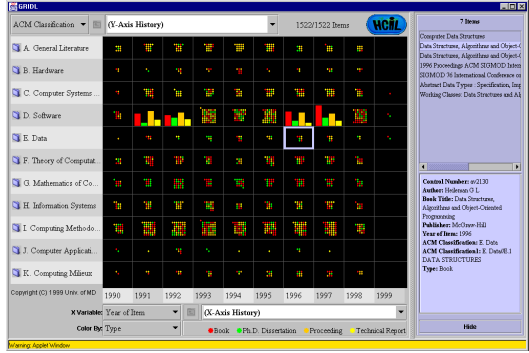 GRIDL
ACM Classification
(Y-Axis History)
1522/1522 Items
HCIL
7 Items
A. General Literature
B. Hardware
C. Computer Systems ...
D. Software
E. Data
F. Theory of Computat...
G. Mathematics of Co...
H. Information Systems
I. Computing Methodo...
J. Computer Applicati...
K. Computing Milieux
Copyright (C) 1999 Univ. of MD
1990 1991 1992 1993 1994 1995 1996 1997 1998 1999
X Variable: Year of Item
(X-Axis History)
Color By: Type
Book Ph.D. Dissertation Proceeding Technical Report
Computer Data Structures
Data Structures, Algorithms and Object-
Data Structures, Algorithms and Object-
1996 Proceedings ACM SIGMOD Intern
SIGMOD 76 International Conference on
Abstract Data Types : Specification, Imp
Working Classes: Data Structures and Al
Control Number: av2130
Author: Heileman G L
Book Title: Data Structures,
Algorithms and Object-Oriented
Programming
Publisher: McGraw-Hill
Year of Item: 1996
ACM Classification: E. Data
ACM Classification1: E. Data/E.1
DATA STRUCTURES
Type: Book
Hide
Warning: Applet Window